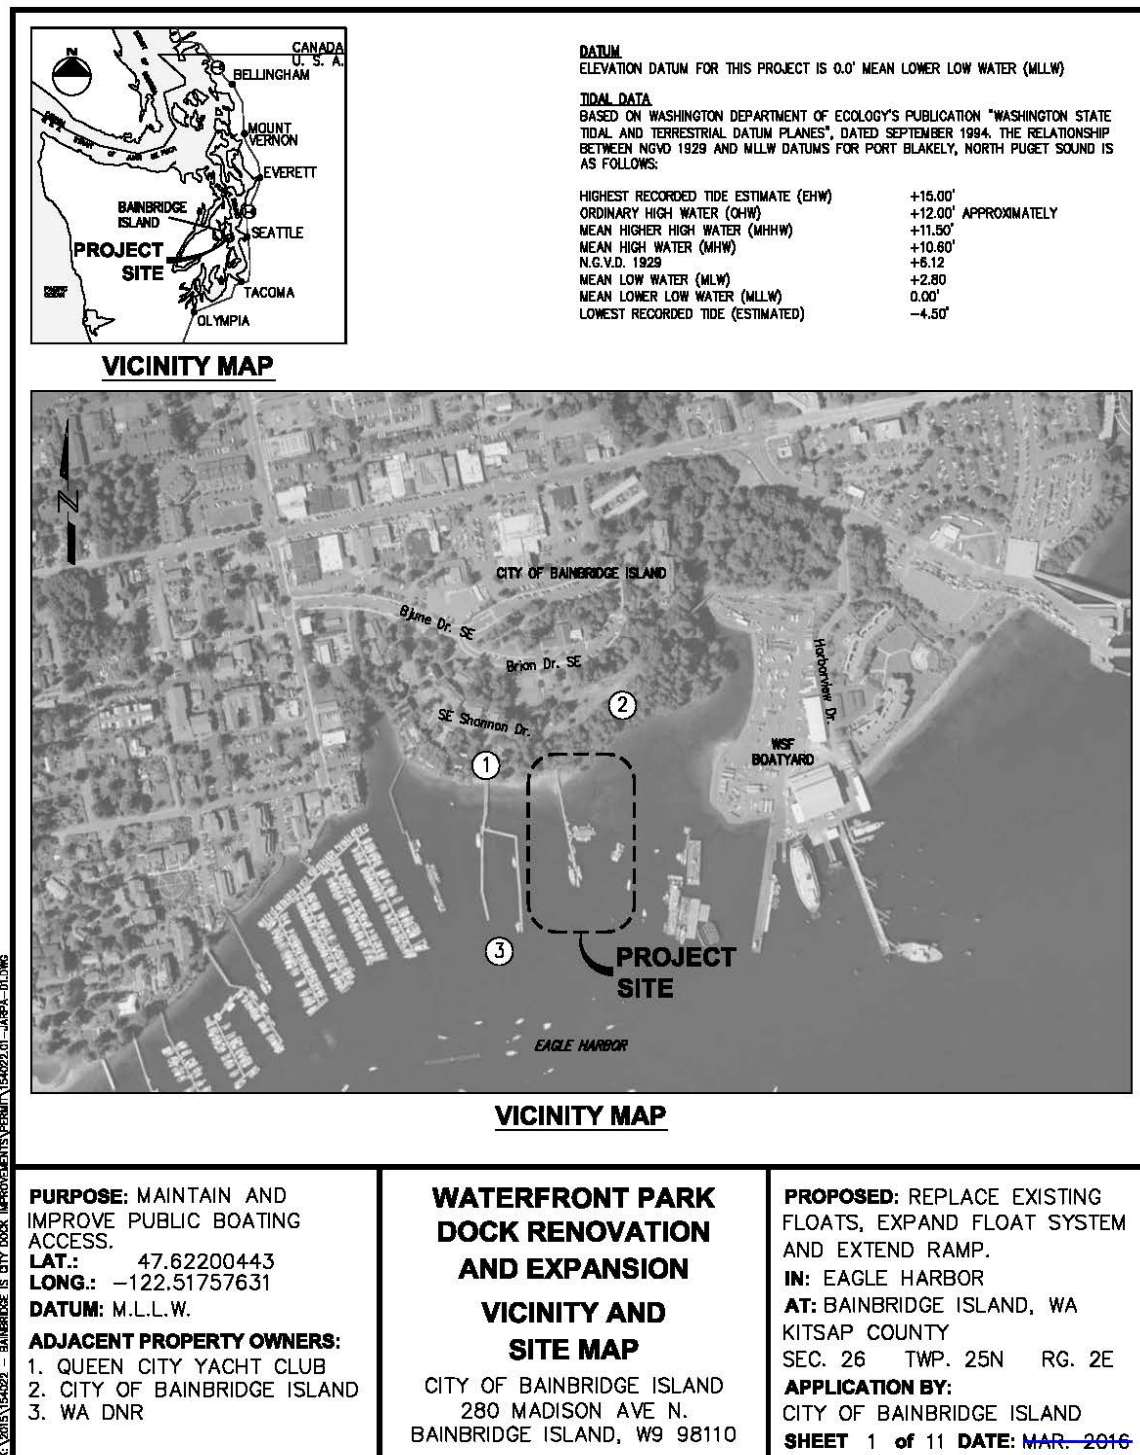 N
CANADA
U. S. A.
BELLINGHAM
MOUNT
VERNON
EVERETT
BAINBRIDGE
ISLAND
SEATTLE
PROJECT
SITE
TACOMA
OLYMPIA
VICINITY MAP
DATUM
ELEVATION DATUM FOR THIS PROJECT IS 0.0' MEAN LOWER LOW WATER (MLLW)
TIDAL DATA
BASED ON WASHINGTON DEPARTMENT OF ECOLOGY'S PUBLICATION "WASHINGTON STATE
TIDAL AND TERRESTRIAL DATUM PLANES", DATED SEPTEMBER 1994. THE RELATIONSHIP
BETWEEN NGVD 1929 AND MLLW DATUMS FOR PORT BLAKELY, NORTH PUGET SOUND IS
AS FOLLOWS:
HIGHEST RECORDED TIDE ESTIMATE (EHW) +15.00'
ORDINARY HIGH WATER (OHW) +12.00' APPROXIMATELY
MEAN HIGHER HIGH WATER (MHHW) +11.50'
MEAN HIGH WATER (MHW) +10.60'
N.G.V.D. 1929 +6.12
MEAN LOW WATER (MLW) +2.80
MEAN LOWER LOW WATER (MLLW) 0.00'
LOWEST RECORDED TIDE (ESTIMATED) -4.50'
N
CITY OF BAINBRIDGE ISLAND
Bjune Dr. SE
Brion Dr. SE
Harborview Dr.
2
SE Shannon Dr.
WSF
BOATYARD
1
3
PROJECT
SITE
EAGLE HARBOR
VICINITY MAP
PURPOSE: MAINTAIN AND
IMPROVE PUBLIC BOATING
ACCESS.
LAT.: 47.62200443
LONG.: -122.51757631
DATUM: M.L.L.W.
ADJACENT PROPERTY OWNERS:
1. QUEEN CITY YACHT CLUB
2. CITY OF BAINBRIDGE ISLAND
3. WA DNR
WATERFRONT PARK
DOCK RENOVATION
AND EXPANSION
VICINITY AND
SITE MAP
CITY OF BAINBRIDGE ISLAND
280 MADISON AVE N.
BAINBRIDGE ISLAND, W9 98110
PROPOSED: REPLACE EXISTING
FLOATS, EXPAND FLOAT SYSTEM
AND EXTEND RAMP.
IN: EAGLE HARBOR
AT: BAINBRIDGE ISLAND, WA
KITSAP COUNTY
SEC. 26 TWP. 25N RG. 2E
APPLICATION BY:
CITY OF BAINBRIDGE ISLAND
SHEET 1 of 11 DATE: MAR. 2016